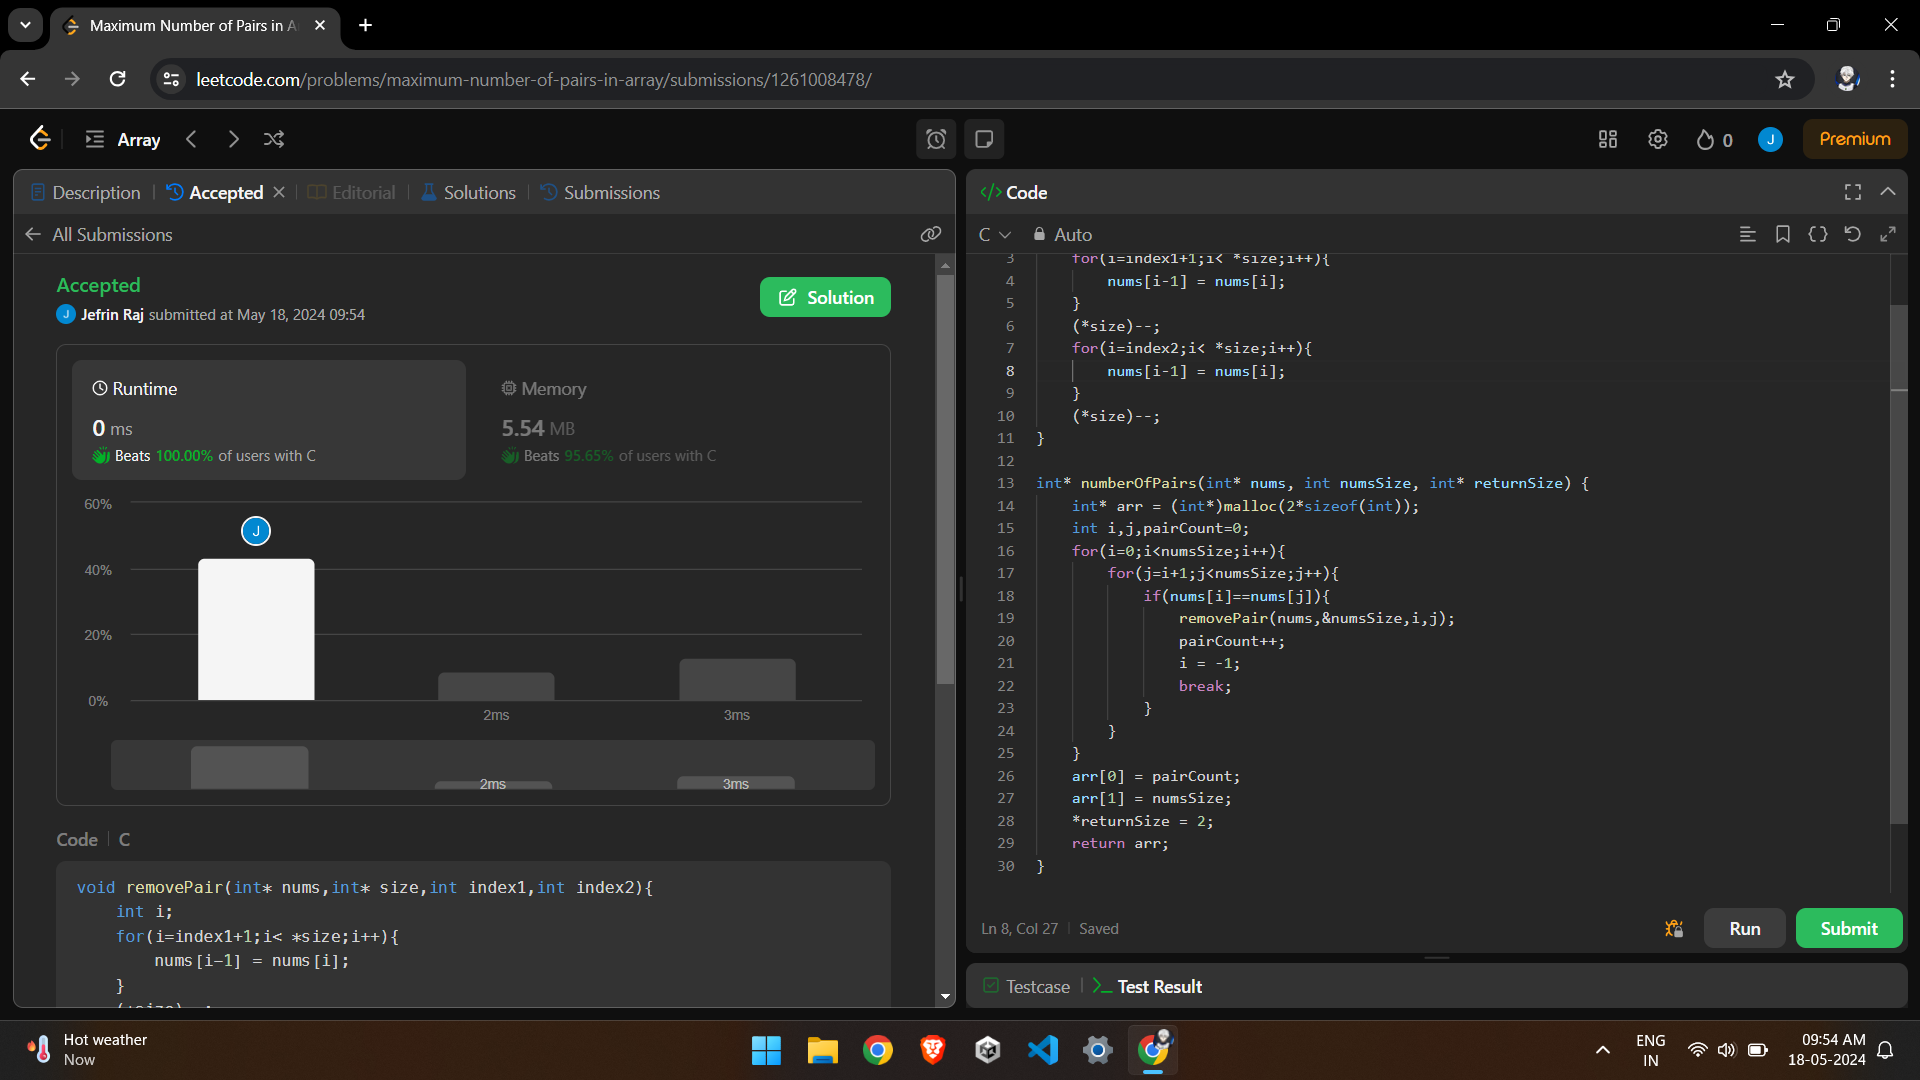 Maximum Number of Pairs in A
leetcode.com/problems/maximum-number-of-pairs-in-array/submissions/1261008478/
Array
0
J
Premium
Description
Accepted
Editorial
Solutions
Submissions
All Submissions
Accepted
Solution
J Jefrin Raj submitted at May 18, 2024 09:54
Runtime
0 ms
Beats 100.00% of users with C
Memory
5.54 MB
Beats 95.65% of users with C
60%
40%
20%
0%
J
2ms
3ms
2ms
3ms
Code | C
void removePair(int* nums,int* size,int index1,int index2){
int i;
for(i=index1+1;i< *size;i++){
nums[i-1] = nums[i];
}
</> Code
C
Auto
3 for(i=index1+1;i< *size;i++){
4 nums[i-1] = nums[i];
5 }
6 (*size)--;
7 for(i=index2;i< *size;i++){
8 nums[i-1] = nums[i];
9 }
10 (*size)--;
11 }
12
13 int* numberOfPairs(int* nums, int numsSize, int* returnSize) {
14 int* arr = (int*)malloc(2*sizeof(int));
15 int i,j,pairCount=0;
16 for(i=0;i<numsSize;i++){
17 for(j=i+1;j<numsSize;j++){
18 if(nums[i]==nums[j]){
19 removePair(nums,&numsSize,i,j);
20 pairCount++;
21 i = -1;
22 break;
23 }
24 }
25 }
26 arr[0] = pairCount;
27 arr[1] = numsSize;
28 *returnSize = 2;
29 return arr;
30 }
Ln 8, Col 27 | Saved
Run
Submit
Testcase
Test Result
Hot weather
Now
ENG
IN
09:54 AM
18-05-2024